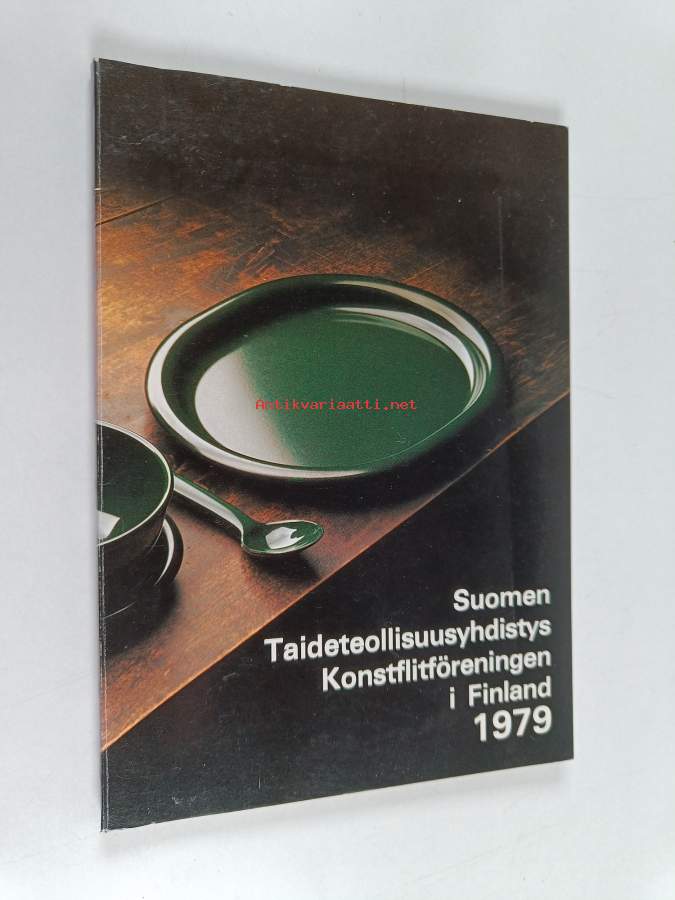 Antikvariaatti.net
Suomen
Taideteollisuusyhdistys
Konstflitföreningen
i Finland
1979